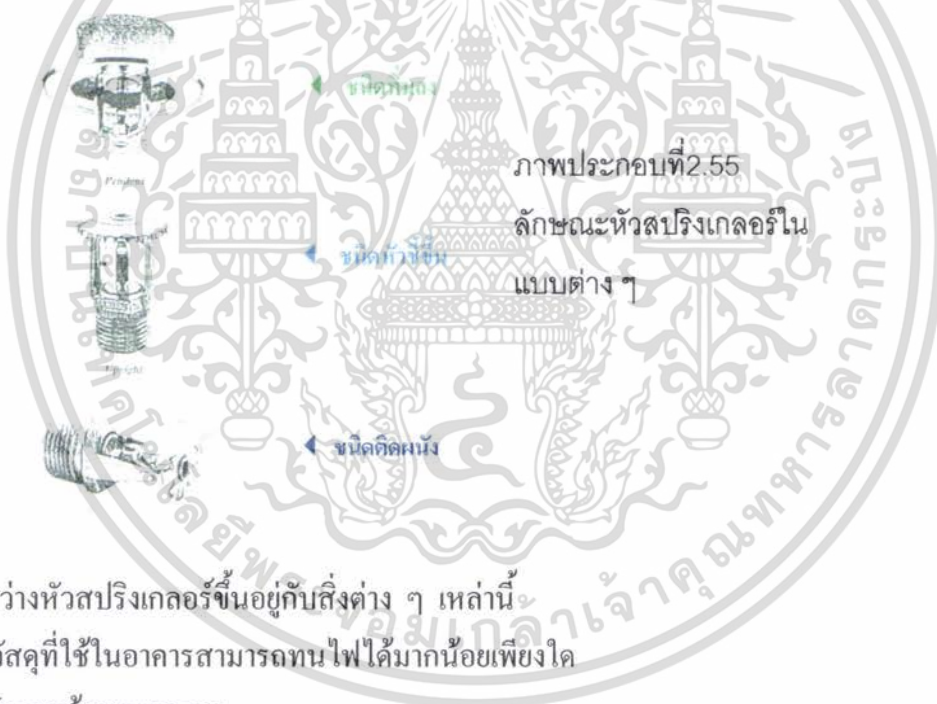 Pendent
ชนิดหัวชี้ขึ้น
Upright
ชนิดติดผนัง
ภาพประกอบที่2.55
ลักษณะหัวสปริงเกลอร์ใน
แบบต่าง ๆ
ว่างหัวสปริงเกลอร์ขึ้นอยู่กับสิ่งต่าง ๆ เหล่านี้
วัสดุที่ใช้ในอาคารสามารถทนไฟได้มากน้อยเพียงใด